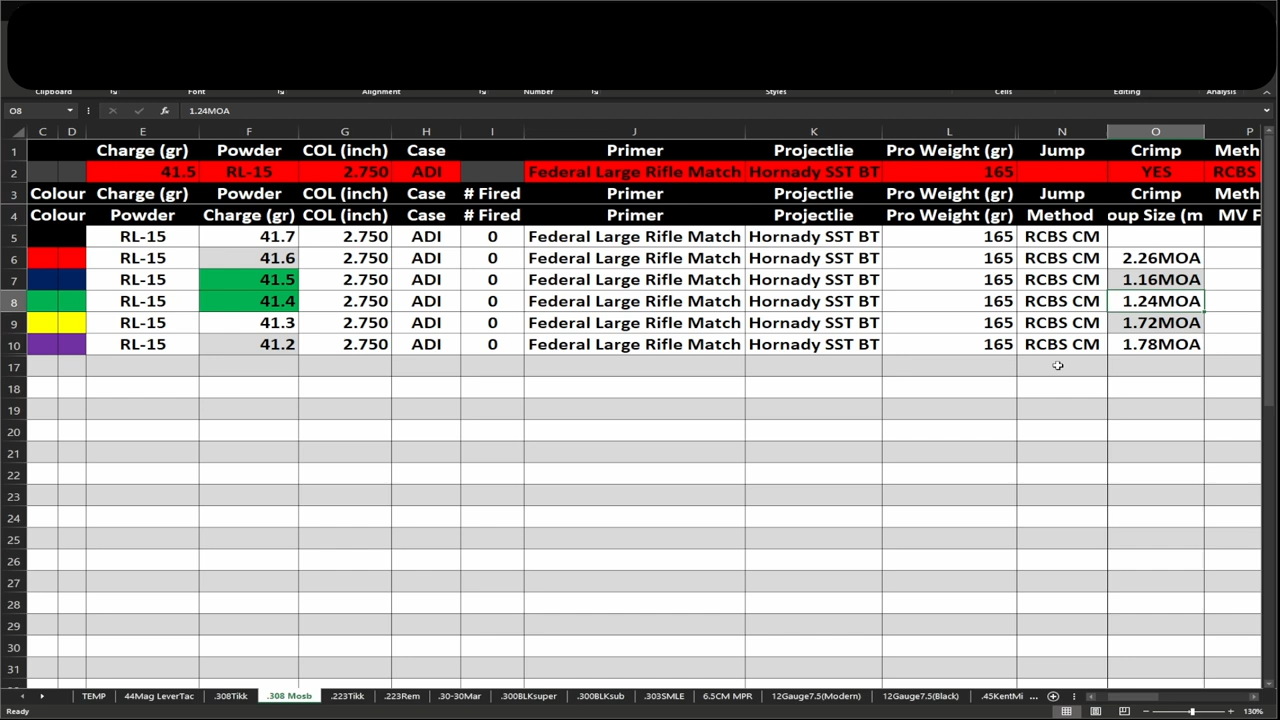 Clipboard Font Alignment Number Styles Cells Editing Analysis
O8 fx 1.24MOA
C D E F G H I J K L N O P
1 Charge (gr) Powder COL (inch) Case Primer Projectlie Pro Weight (gr) Jump Crimp Meth
2 41.5 RL-15 2.750 ADI Federal Large Rifle Match Hornady SST BT 165 YES RCBS
3 Colour Charge (gr) Powder COL (inch) Case # Fired Primer Projectlie Pro Weight (gr) Jump Crimp Meth
4 Colour Powder Charge (gr) COL (inch) Case # Fired Primer Projectlie Pro Weight (gr) Method oup Size (m MV F
5 RL-15 41.7 2.750 ADI 0 Federal Large Rifle Match Hornady SST BT 165 RCBS CM
6 RL-15 41.6 2.750 ADI 0 Federal Large Rifle Match Hornady SST BT 165 RCBS CM 2.26MOA
7 RL-15 41.5 2.750 ADI 0 Federal Large Rifle Match Hornady SST BT 165 RCBS CM 1.16MOA
8 RL-15 41.4 2.750 ADI 0 Federal Large Rifle Match Hornady SST BT 165 RCBS CM 1.24MOA
9 RL-15 41.3 2.750 ADI 0 Federal Large Rifle Match Hornady SST BT 165 RCBS CM 1.72MOA
10 RL-15 41.2 2.750 ADI 0 Federal Large Rifle Match Hornady SST BT 165 RCBS CM 1.78MOA
17
18
19
20
21
22
23
24
25
26
27
28
29
30
31
TEMP 44Mag LeverTac .308Tikk .308 Mosb .223Tikk .223Rem .30-30Mar .300BLKsuper .300BLKsub .303SMLE 6.5CM MPR 12Gauge7.5(Modern) 12Gauge7.5(Black) .45KentMi ...
Ready 130%